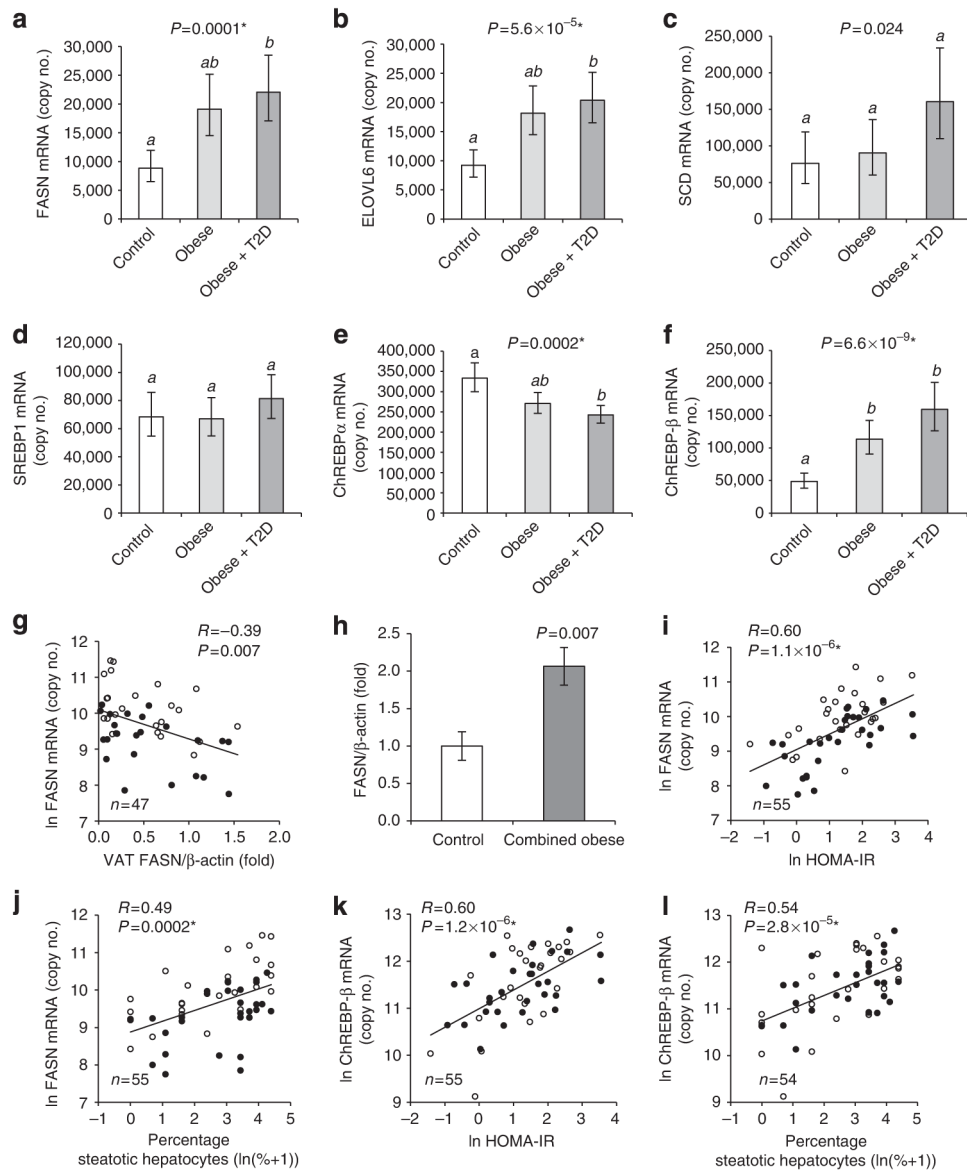 a
P=0.0001*
FASN mRNA (copy no.)
30,000
25,000
20,000
15,000
10,000
5,000
0
a
ab
b
Control
Obese
Obese + T2D
b
P=5.6×10⁻⁵*
ELOVL6 mRNA (copy no.)
30,000
25,000
20,000
15,000
10,000
5,000
0
a
ab
b
Control
Obese
Obese + T2D
c
P=0.024
SCD mRNA (copy no.)
250,000
200,000
150,000
100,000
50,000
0
a
a
a
Control
Obese
Obese + T2D
d
SREBP1 mRNA
(copy no.)
120,000
100,000
80,000
60,000
40,000
20,000
0
a
a
a
Control
Obese
Obese + T2D
e
P=0.0002*
ChREBPα mRNA
(copy no.)
400,000
350,000
300,000
250,000
200,000
150,000
100,000
50,000
0
a
ab
b
Control
Obese
Obese + T2D
f
P=6.6×10⁻⁹*
ChREBP-β mRNA
(copy no.)
250,000
200,000
150,000
100,000
50,000
0
a
b
b
Control
Obese
Obese + T2D
g
R=−0.39
P=0.007
ln FASN mRNA (copy no.)
12
11
10
9
8
7
n=47
0.0 0.5 1.0 1.5 2.0
VAT FASN/β-actin (fold)
h
P=0.007
FASN/β-actin (fold)
2.5
2.0
1.5
1.0
0.5
0.0
Control Combined obese
i
R=0.60
P=1.1×10⁻⁶*
ln FASN mRNA
(copy no.)
12
11
10
9
8
7
n=55
−2 −1 0 1 2 3 4
ln HOMA-IR
j
R=0.49
P=0.0002*
ln FASN mRNA (copy no.)
12
11
10
9
8
7
n=55
−1 0 1 2 3 4 5
Percentage
steatotic hepatocytes (ln(%+1))
k
R=0.60
P=1.2×10⁻⁶*
ln ChREBP-β mRNA
(copy no.)
13
12
11
10
9
n=55
−2 −1 0 1 2 3 4
ln HOMA-IR
l
R=0.54
P=2.8×10⁻⁵*
ln ChREBP-β mRNA
(copy no.)
13
12
11
10
9
n=54
−1 0 1 2 3 4 5
Percentage
steatotic hepatocytes (ln(%+1))